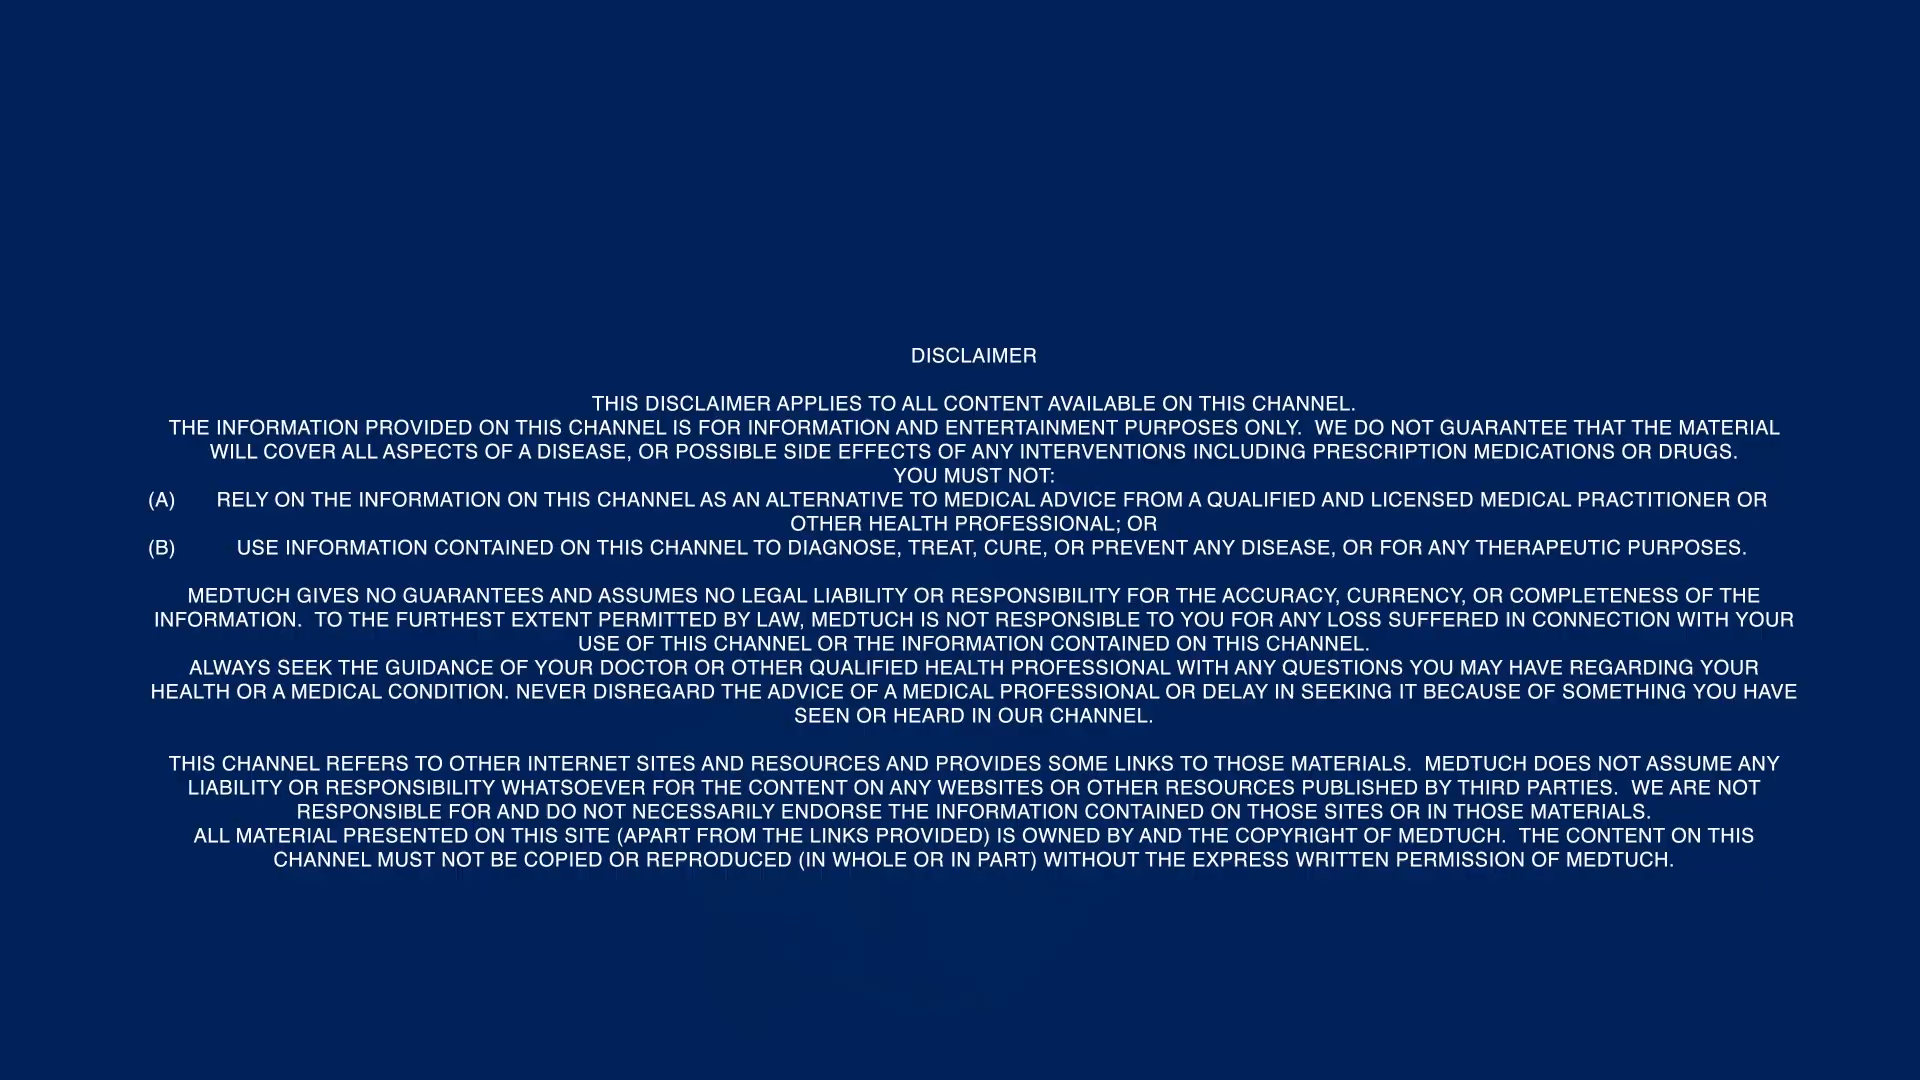 DISCLAIMER
THIS DISCLAIMER APPLIES TO ALL CONTENT AVAILABLE ON THIS CHANNEL.
THE INFORMATION PROVIDED ON THIS CHANNEL IS FOR INFORMATION AND ENTERTAINMENT PURPOSES ONLY.  WE DO NOT GUARANTEE THAT THE MATERIAL
WILL COVER ALL ASPECTS OF A DISEASE, OR POSSIBLE SIDE EFFECTS OF ANY INTERVENTIONS INCLUDING PRESCRIPTION MEDICATIONS OR DRUGS.
YOU MUST NOT:
(A) RELY ON THE INFORMATION ON THIS CHANNEL AS AN ALTERNATIVE TO MEDICAL ADVICE FROM A QUALIFIED AND LICENSED MEDICAL PRACTITIONER OR
OTHER HEALTH PROFESSIONAL; OR
(B) USE INFORMATION CONTAINED ON THIS CHANNEL TO DIAGNOSE, TREAT, CURE, OR PREVENT ANY DISEASE, OR FOR ANY THERAPEUTIC PURPOSES.
MEDTUCH GIVES NO GUARANTEES AND ASSUMES NO LEGAL LIABILITY OR RESPONSIBILITY FOR THE ACCURACY, CURRENCY, OR COMPLETENESS OF THE
INFORMATION.  TO THE FURTHEST EXTENT PERMITTED BY LAW, MEDTUCH IS NOT RESPONSIBLE TO YOU FOR ANY LOSS SUFFERED IN CONNECTION WITH YOUR
USE OF THIS CHANNEL OR THE INFORMATION CONTAINED ON THIS CHANNEL.
ALWAYS SEEK THE GUIDANCE OF YOUR DOCTOR OR OTHER QUALIFIED HEALTH PROFESSIONAL WITH ANY QUESTIONS YOU MAY HAVE REGARDING YOUR
HEALTH OR A MEDICAL CONDITION. NEVER DISREGARD THE ADVICE OF A MEDICAL PROFESSIONAL OR DELAY IN SEEKING IT BECAUSE OF SOMETHING YOU HAVE
SEEN OR HEARD IN OUR CHANNEL.
THIS CHANNEL REFERS TO OTHER INTERNET SITES AND RESOURCES AND PROVIDES SOME LINKS TO THOSE MATERIALS.  MEDTUCH DOES NOT ASSUME ANY
LIABILITY OR RESPONSIBILITY WHATSOEVER FOR THE CONTENT ON ANY WEBSITES OR OTHER RESOURCES PUBLISHED BY THIRD PARTIES.  WE ARE NOT
RESPONSIBLE FOR AND DO NOT NECESSARILY ENDORSE THE INFORMATION CONTAINED ON THOSE SITES OR IN THOSE MATERIALS.
ALL MATERIAL PRESENTED ON THIS SITE (APART FROM THE LINKS PROVIDED) IS OWNED BY AND THE COPYRIGHT OF MEDTUCH.  THE CONTENT ON THIS
CHANNEL MUST NOT BE COPIED OR REPRODUCED (IN WHOLE OR IN PART) WITHOUT THE EXPRESS WRITTEN PERMISSION OF MEDTUCH.